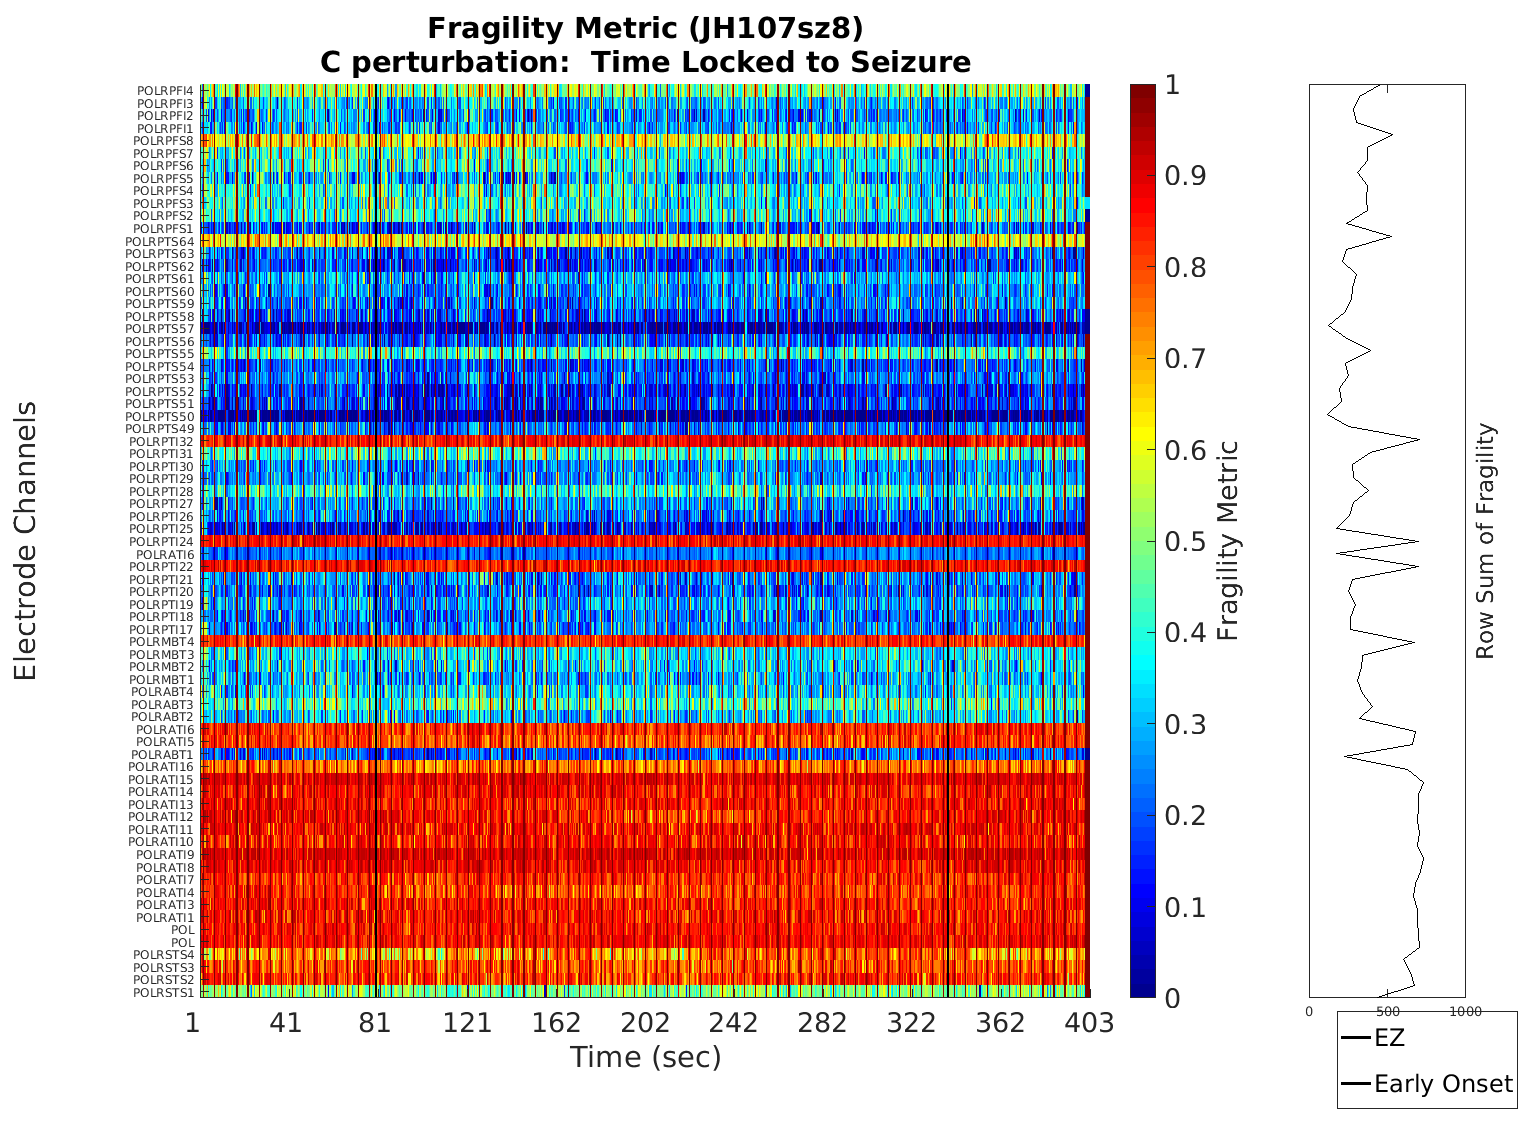 Fragility Metric (JH107sz8)
C perturbation:  Time Locked to Seizure
Electrode Channels
POLRPFI4
POLRPFI3
POLRPFI2
POLRPFI1
POLRPFS8
POLRPFS7
POLRPFS6
POLRPFS5
POLRPFS4
POLRPFS3
POLRPFS2
POLRPFS1
POLRPTS64
POLRPTS63
POLRPTS62
POLRPTS61
POLRPTS60
POLRPTS59
POLRPTS58
POLRPTS57
POLRPTS56
POLRPTS55
POLRPTS54
POLRPTS53
POLRPTS52
POLRPTS51
POLRPTS50
POLRPTS49
POLRPTI32
POLRPTI31
POLRPTI30
POLRPTI29
POLRPTI28
POLRPTI27
POLRPTI26
POLRPTI25
POLRPTI24
POLRATI6
POLRPTI22
POLRPTI21
POLRPTI20
POLRPTI19
POLRPTI18
POLRPTI17
POLRMBT4
POLRMBT3
POLRMBT2
POLRMBT1
POLRABT4
POLRABT3
POLRABT2
POLRATI6
POLRATI5
POLRABT1
POLRATI16
POLRATI15
POLRATI14
POLRATI13
POLRATI12
POLRATI11
POLRATI10
POLRATI9
POLRATI8
POLRATI7
POLRATI4
POLRATI3
POLRATI1
POL
POL
POLRSTS4
POLRSTS3
POLRSTS2
POLRSTS1
1 41 81 121 162 202 242 282 322 362 403
Time (sec)
1
0.9
0.8
0.7
0.6
0.5
0.4
0.3
0.2
0.1
0
Fragility Metric
Row Sum of Fragility
0 500 1000
EZ
Early Onset